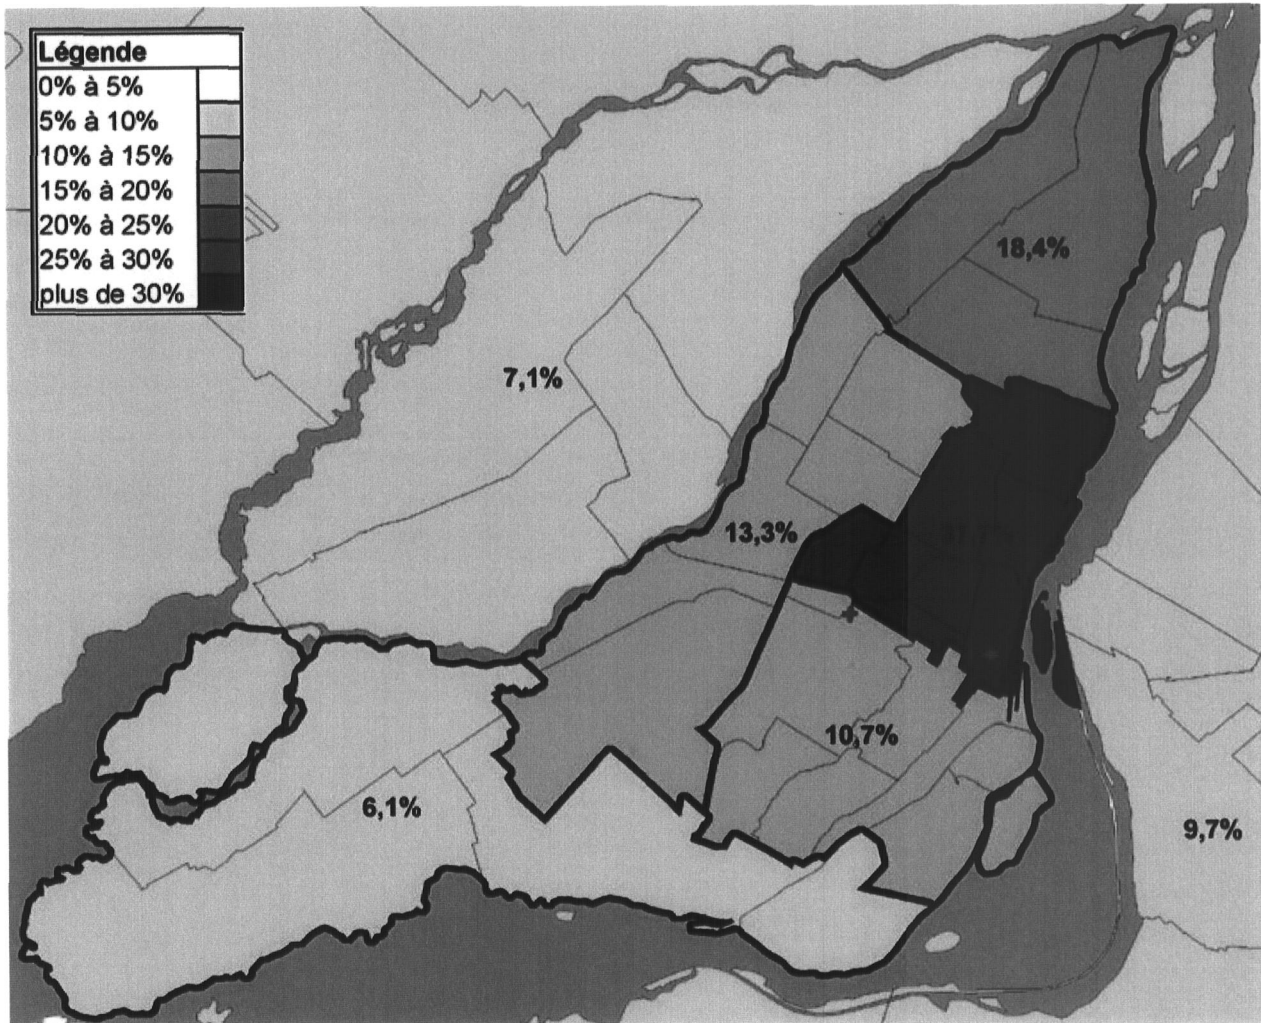 Légende
0% à 5%
5% à 10%
10% à 15%
15% à 20%
20% à 25%
25% à 30%
plus de 30%
18,4%
7,1%
13,3%
10,7%
6,1%
9,7%